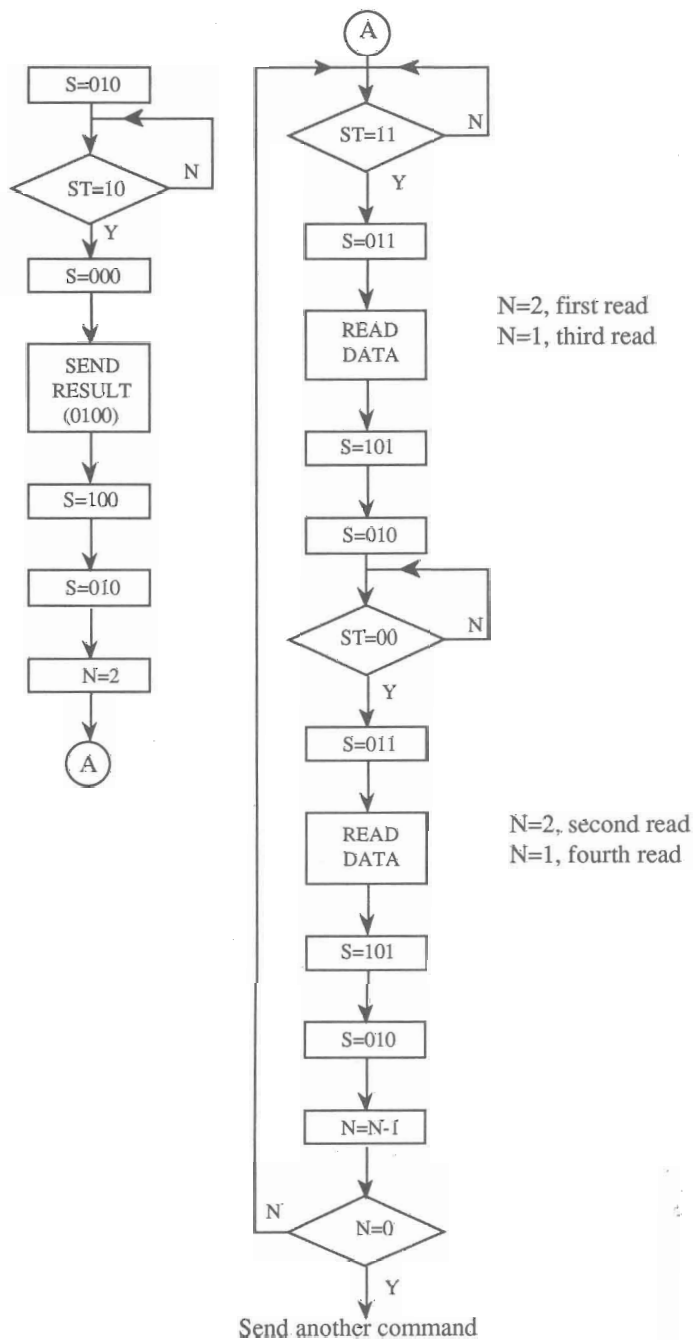 S=010
ST=10
N
Y
S=000
SEND
RESULT
(0100)
S=100
S=010
N=2
A
A
ST=11
N
Y
S=011
READ
DATA
N=2, first read
N=1, third read
S=101
S=010
ST=00
N
Y
S=011
READ
DATA
N=2, second read
N=1, fourth read
S=101
S=010
N=N-1
N=0
N
Y
Send another command